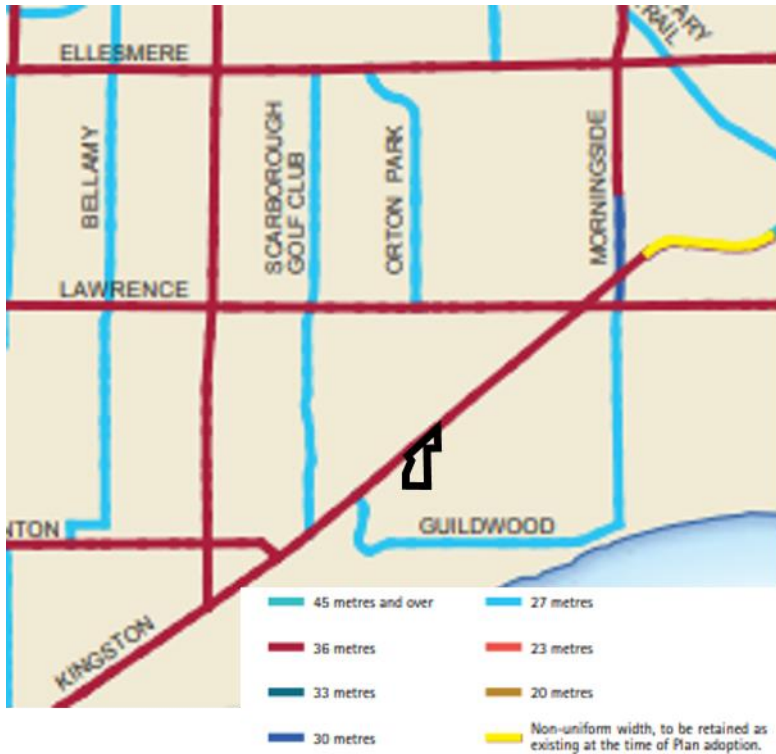 ARY
TRAIL
ELLESMERE
BELLAMY
SCARBOROUGH
GOLF CLUB
ORTON PARK
MORNINGSIDE
LAWRENCE
NTON
GUILDWOOD
KINGSTON
45 metres and over
36 metres
33 metres
30 metres
27 metres
23 metres
20 metres
Non-uniform width, to be retained as
existing at the time of Plan adoption.